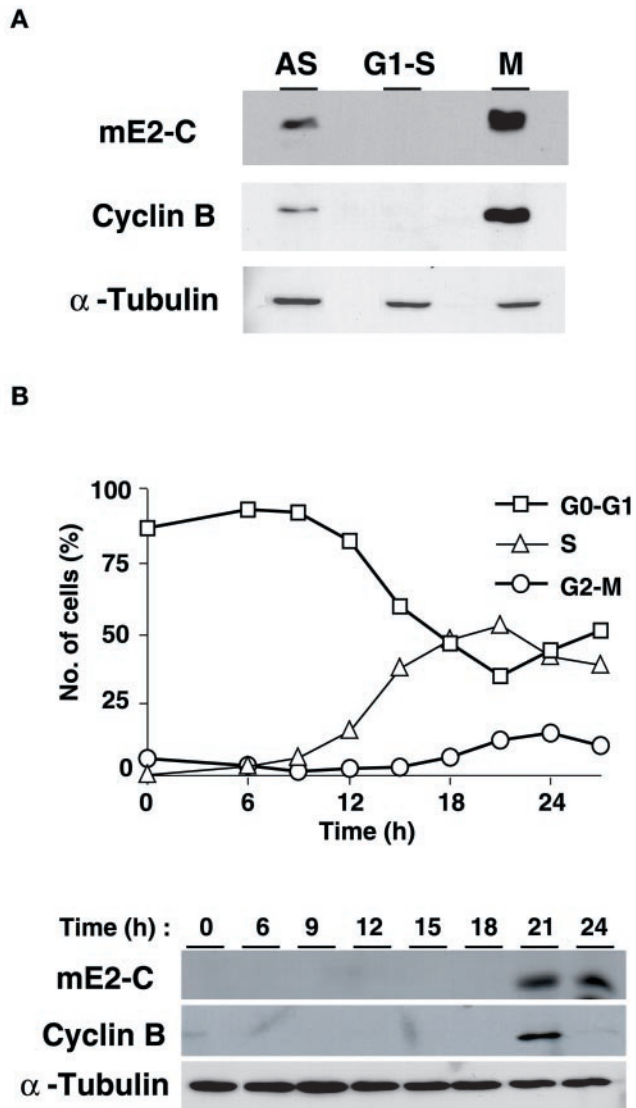 A
AS G1-S M
mE2-C
Cyclin B
α-Tubulin
B
100
75
50
25
0
No. of cells (%)
G0-G1
S
G2-M
0 6 12 18 24
Time (h)
Time (h) : 0 6 9 12 15 18 21 24
mE2-C
Cyclin B
α-Tubulin